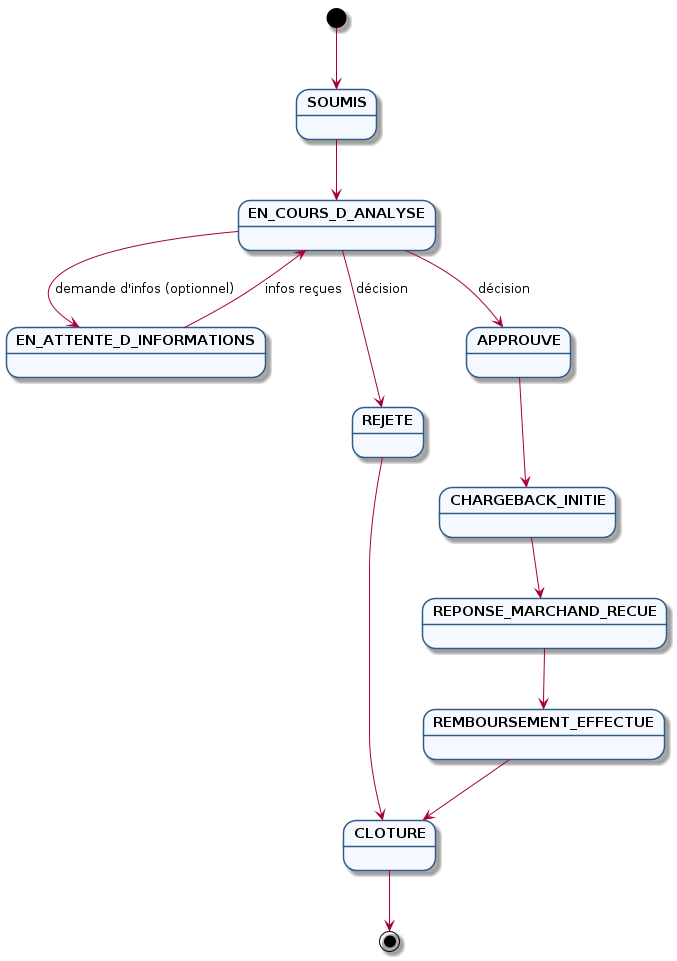 SOUMIS
EN_COURS_D_ANALYSE
demande d'infos (optionnel)
infos reçues
décision
décision
EN_ATTENTE_D_INFORMATIONS
APPROUVE
REJETE
CHARGEBACK_INITIE
REPONSE_MARCHAND_RECUE
REMBOURSEMENT_EFFECTUE
CLOTURE